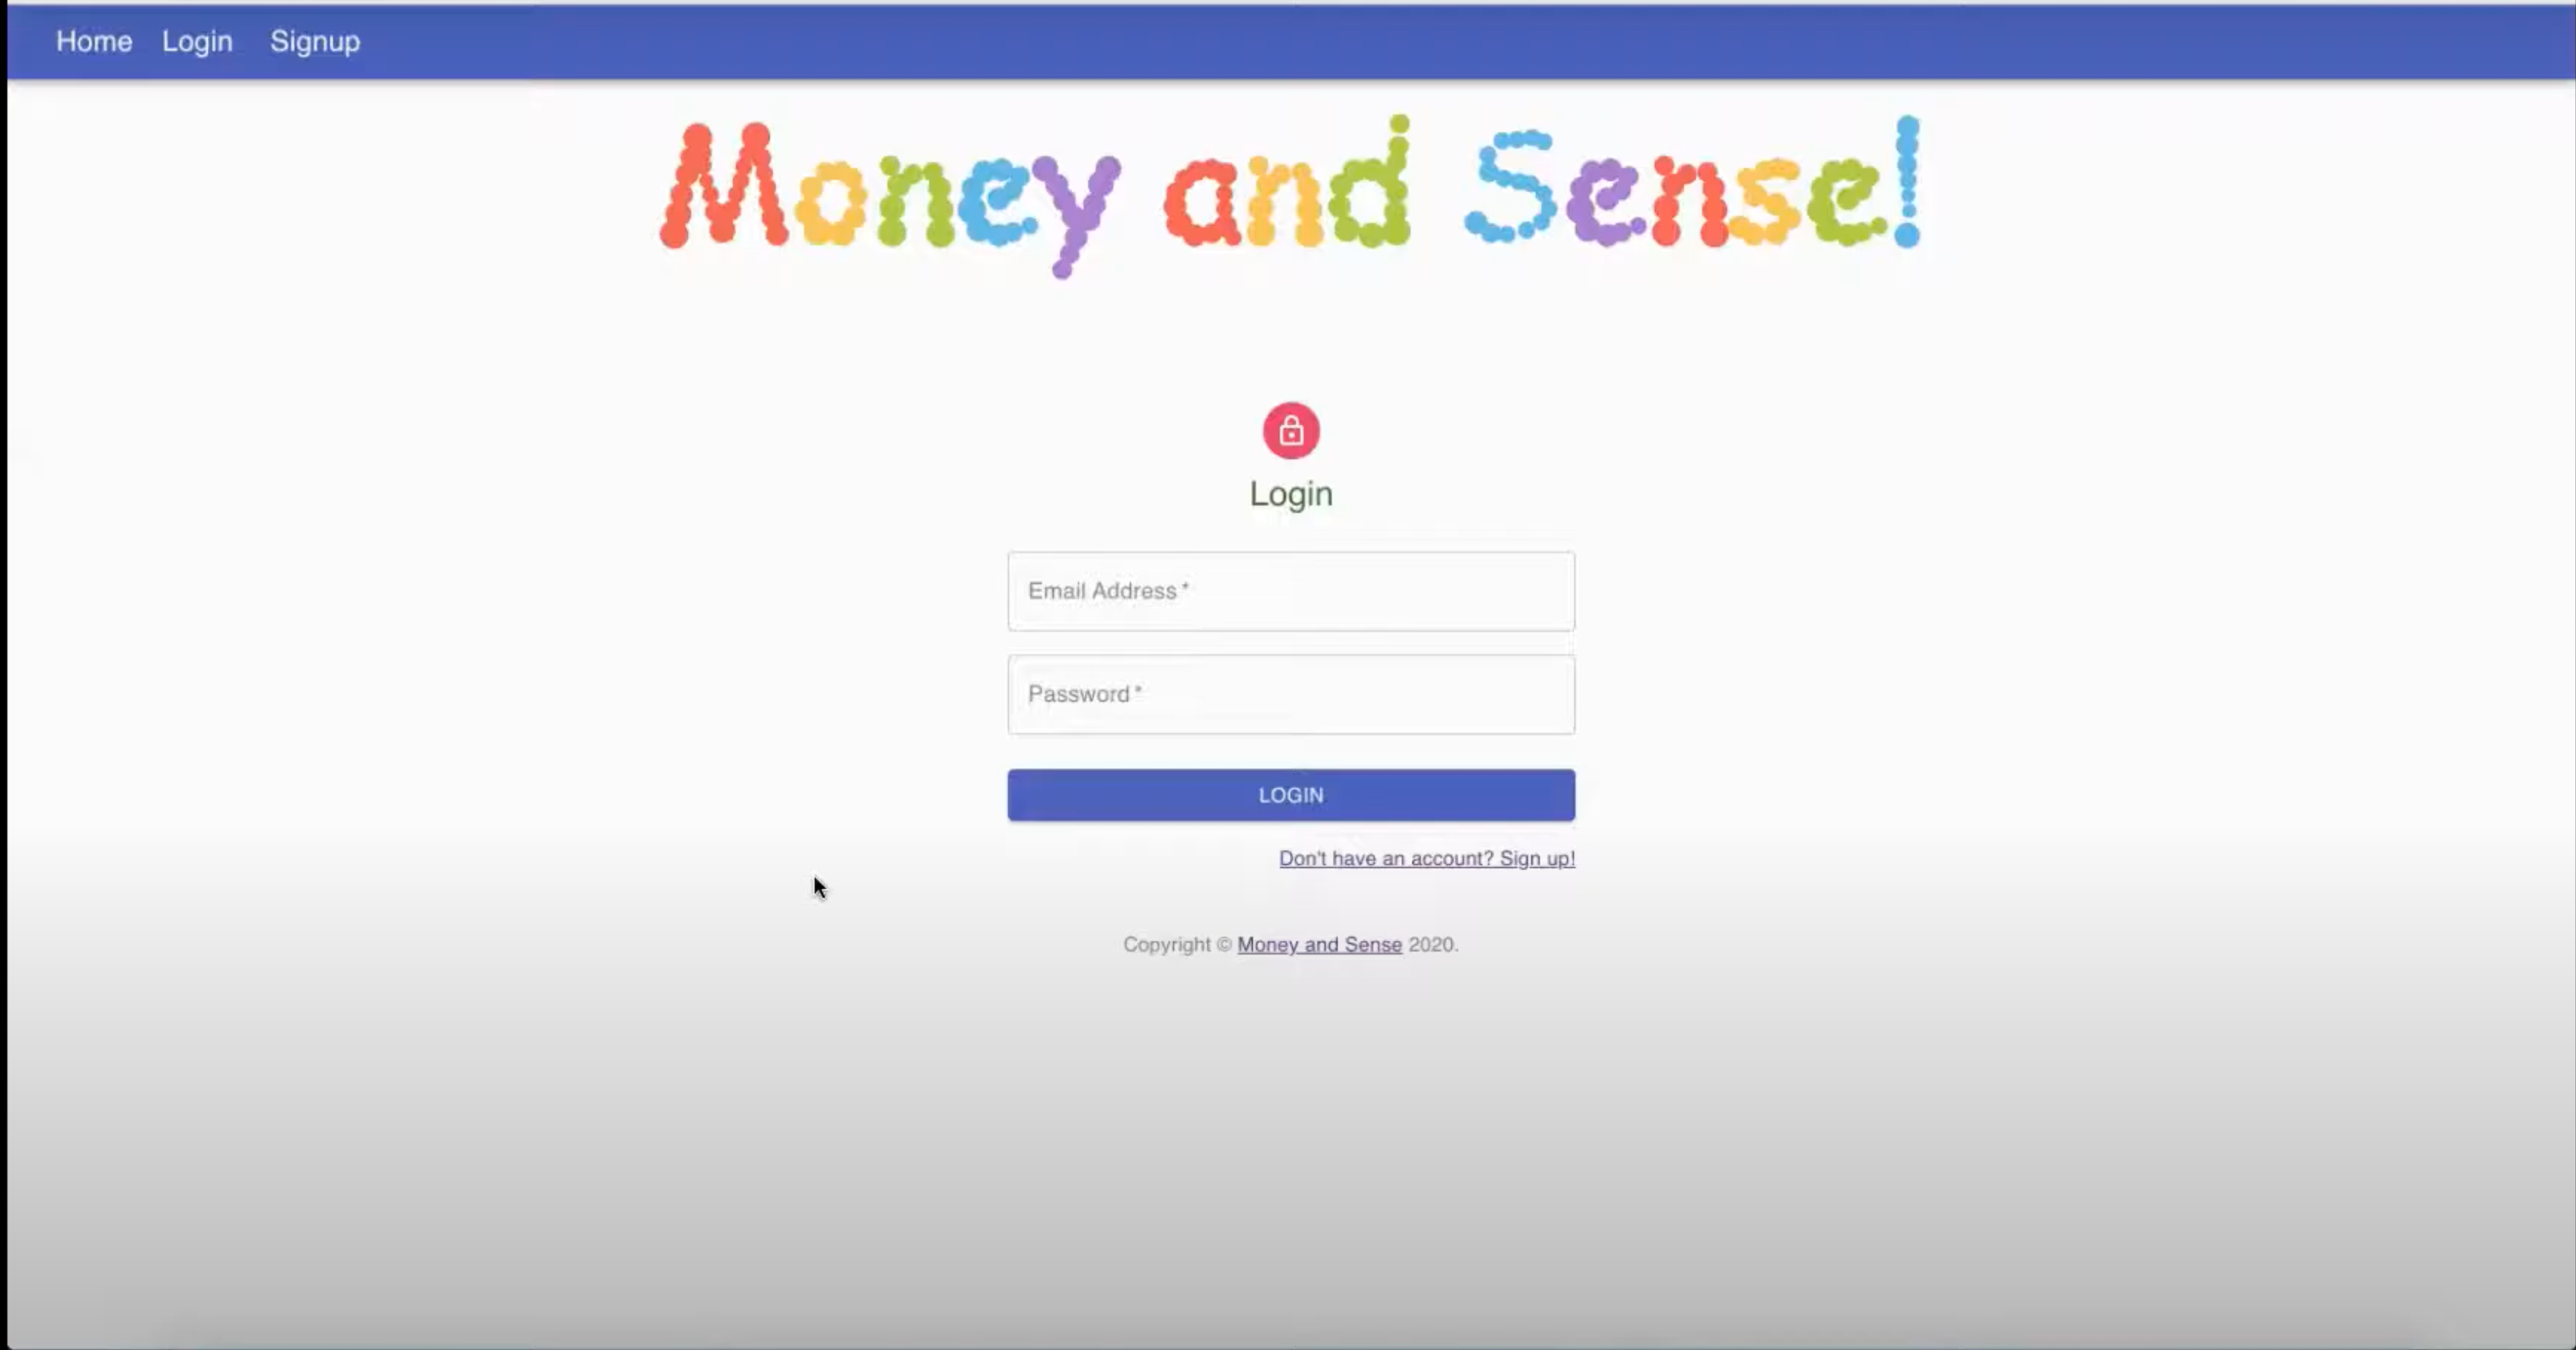 Home Login Signup
Money and Sense!
Login
Email Address *
Password *
LOGIN
Don't have an account? Sign up!
Copyright © Money and Sense 2020.